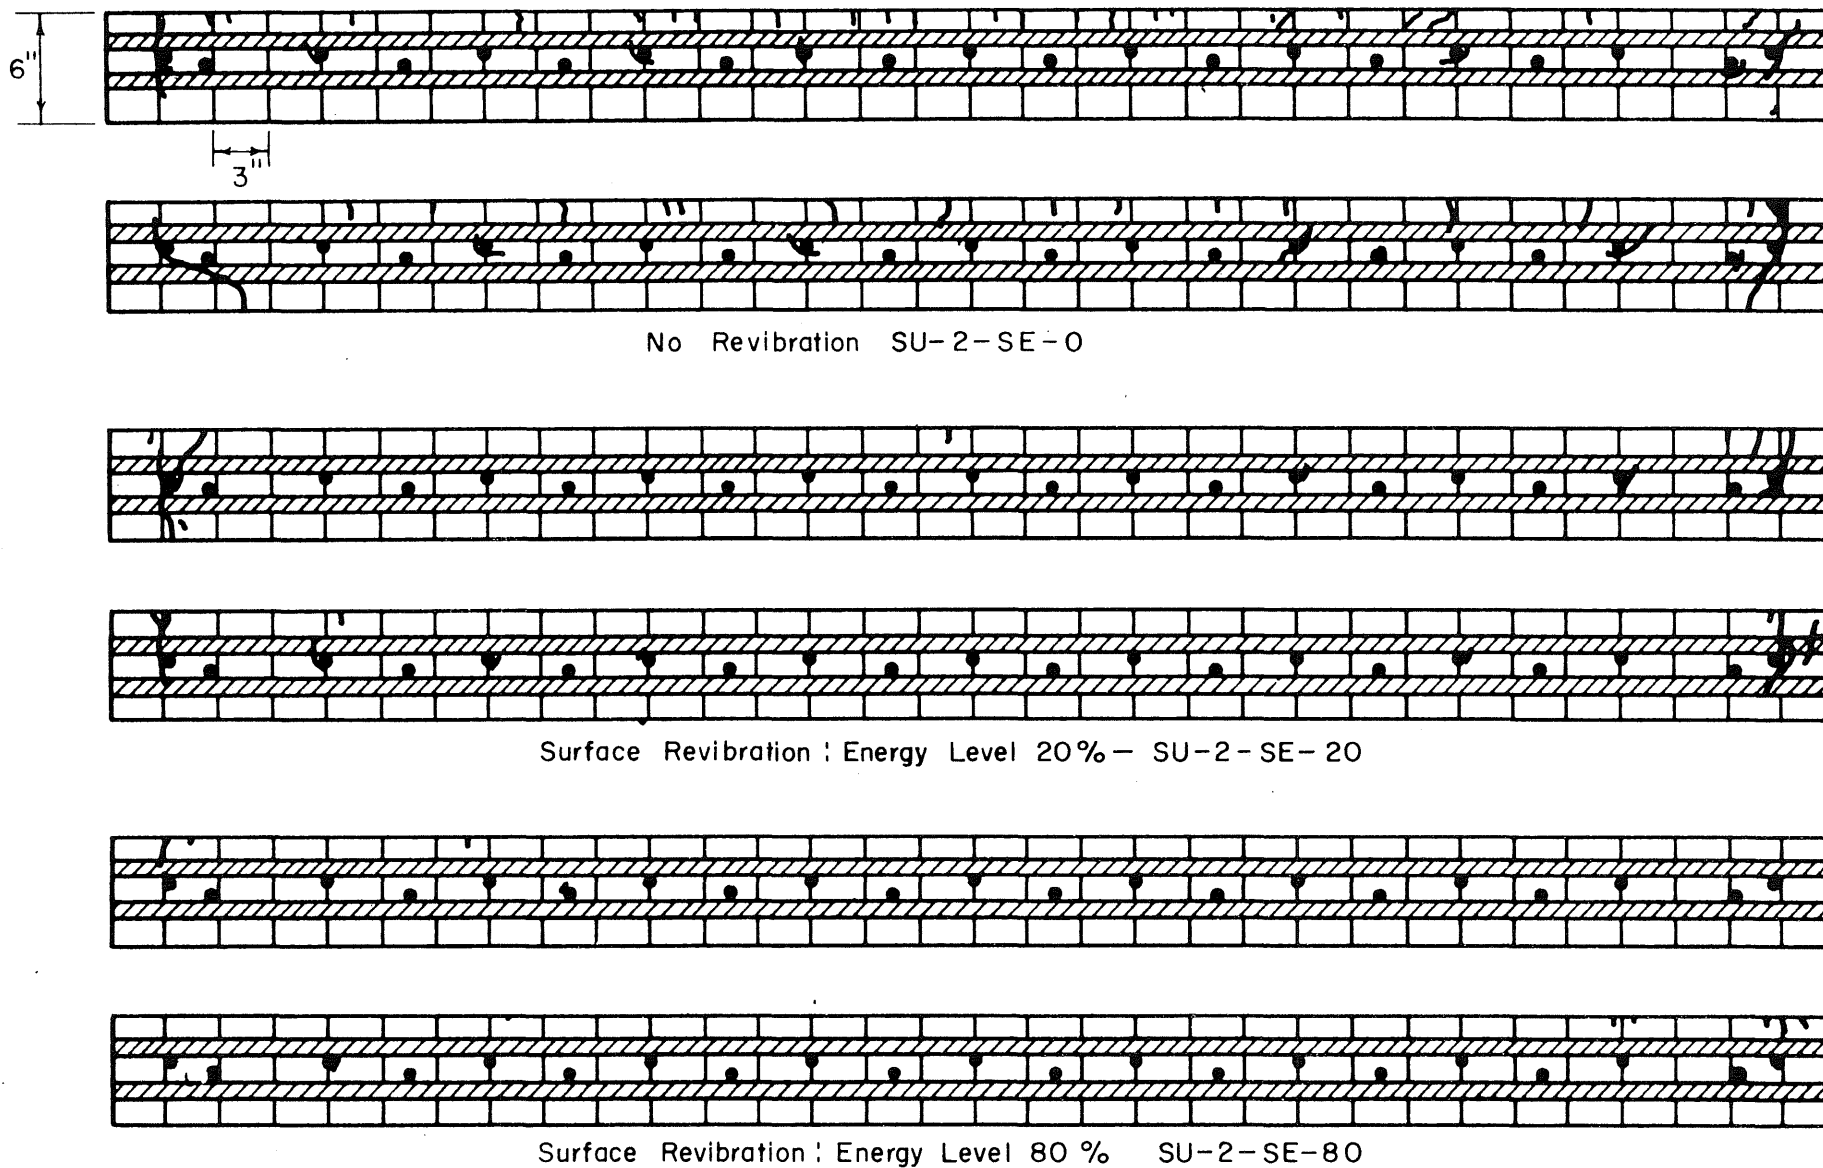 6"
3"
No Revibration SU-2-SE-0
Surface Revibration : Energy Level 20% - SU-2-SE-20
Surface Revibration : Energy Level 80 % SU-2-SE-80